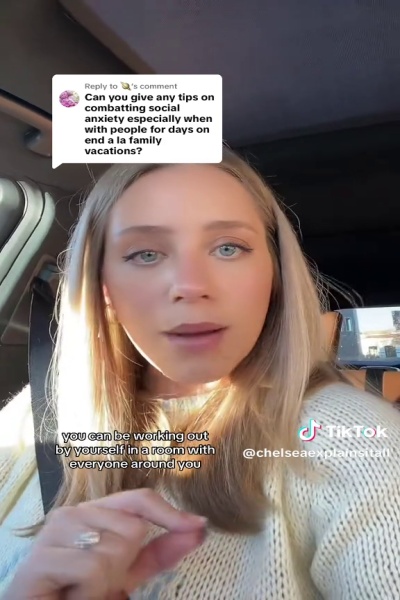 Reply to 's comment
Can you give any tips on
combatting social
anxiety especially when
with people for days on
end a la family
vacations?
you can be working out
by yourself in a room with
everyone around you
TikTok
@chelseaexplainsitall